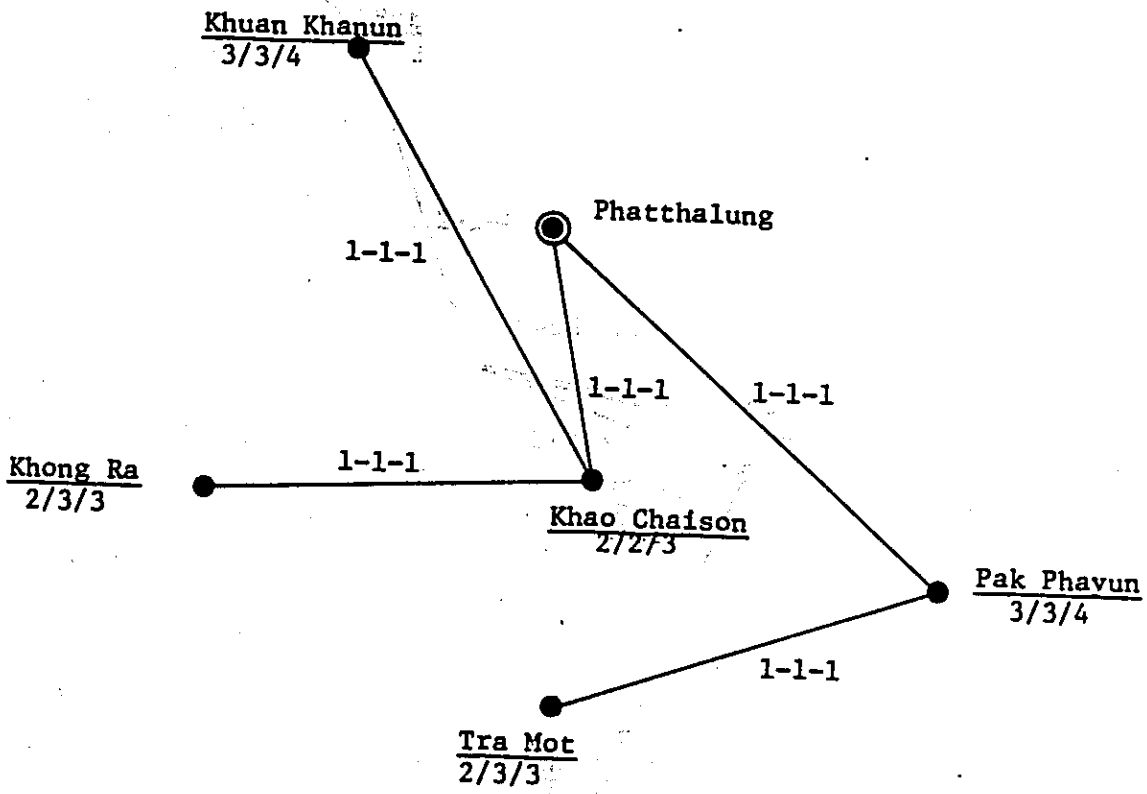 Khuan Khanun
3/3/4
Phatthalung
1-1-1
1-1-1
1-1-1
Khong Ra
2/3/3
1-1-1
Khao Chaison
2/2/3
Pak Phavun
3/3/4
1-1-1
Tra Mot
2/3/3